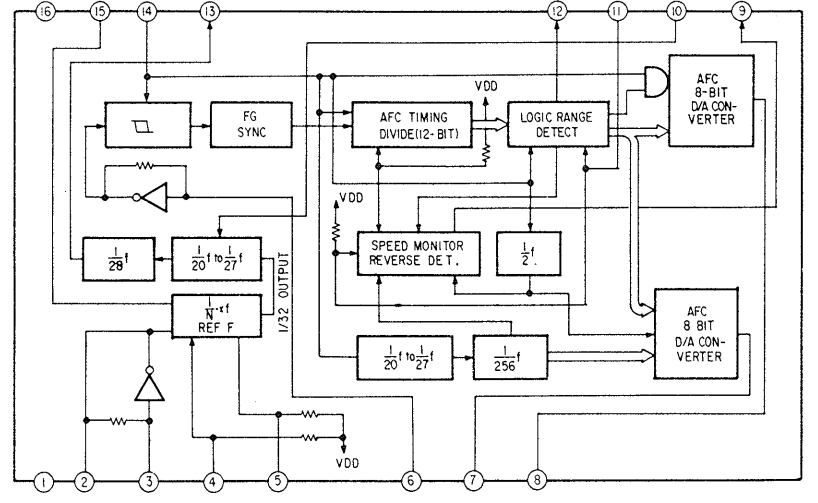 16 15 14 13 12 11 10 9
VDD
AFC
8-BIT
D/A CON-
VERTER
FG
SYNC
AFC TIMING
DIVIDE(12-BIT)
LOGIC RANGE
DETECT
VDD
SPEED MONITOR
REVERSE DET.
1/2 f.
1/28 f
1/20 f to 1/27 f
1/32 OUTPUT
1/N ·xf
REF F
AFC
8 BIT
D/A CON-
VERTER
1/20 f to 1/27 f
1/256 f
VDD
1 2 3 4 5 6 7 8